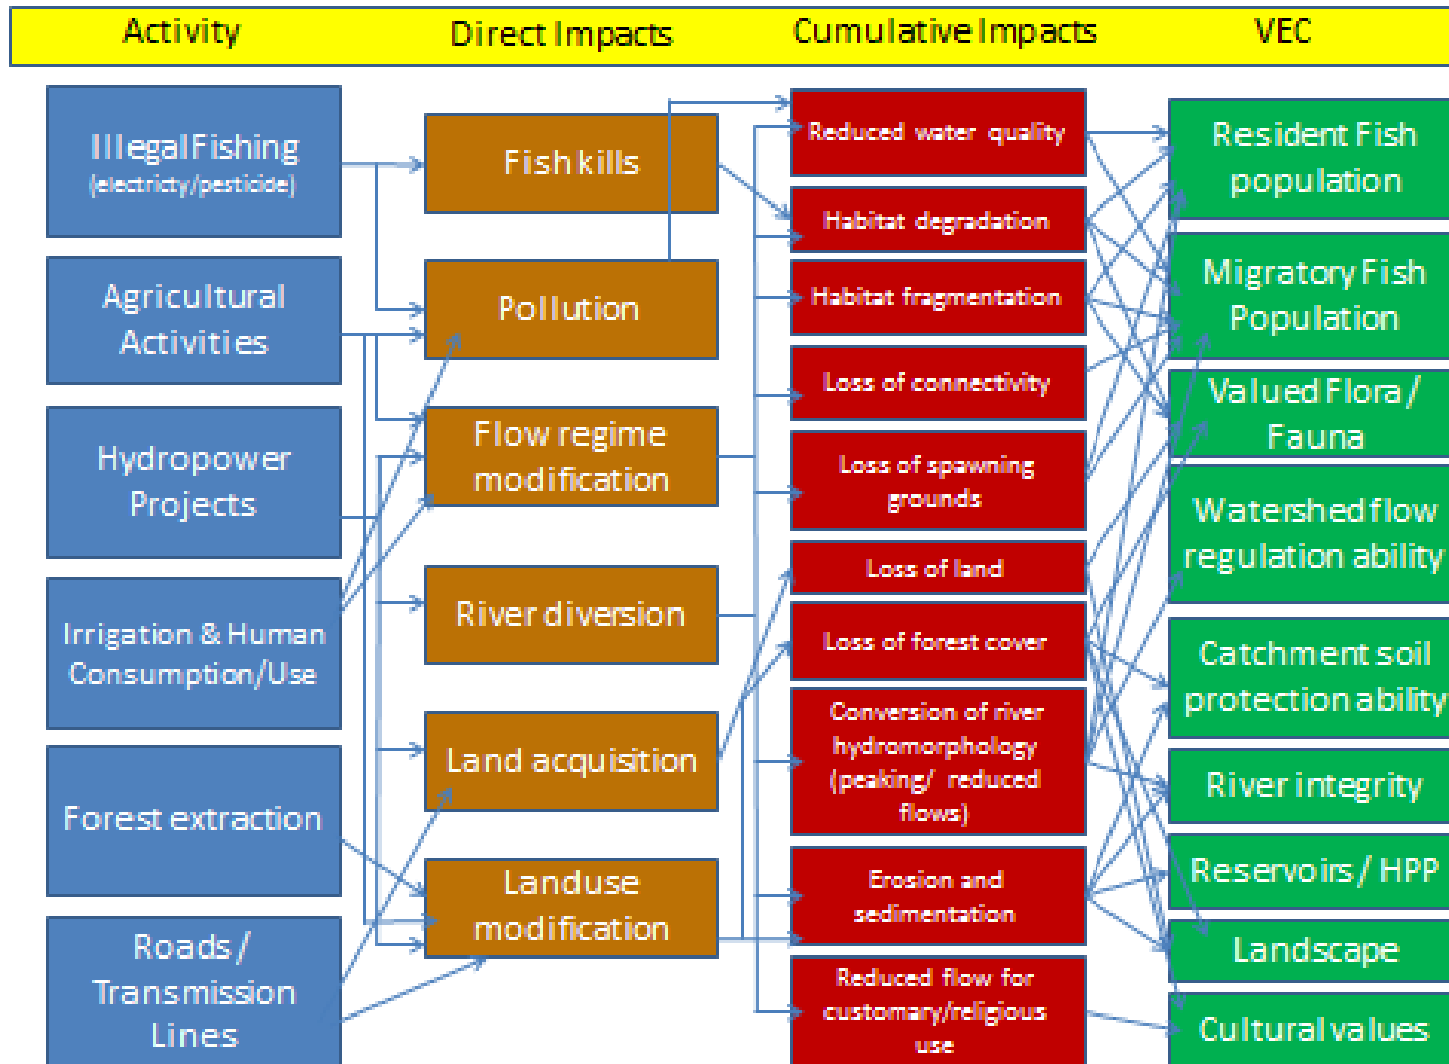 Activity
Direct Impacts
Cumulative Impacts
VEC
Illegal Fishing
(electricty/pesticide)
Agricultural
Activities
Hydropower
Projects
Irrigation & Human
Consumption/Use
Forest extraction
Roads /
Transmission
Lines
Fish kills
Pollution
Flow regime
modification
River diversion
Land acquisition
Landuse
modification
Reduced water quality
Habitat degradation
Habitat fragmentation
Loss of connectivity
Loss of spawning
grounds
Loss of land
Loss of forest cover
Conversion of river
hydromorphology
(peaking/ reduced
flows)
Erosion and
sedimentation
Reduced flow for
customary/religious
use
Resident Fish
population
Migratory Fish
Population
Valued Flora /
Fauna
Watershed flow
regulation ability
Catchment soil
protection ability
River integrity
Reservoirs / HPP
Landscape
Cultural values